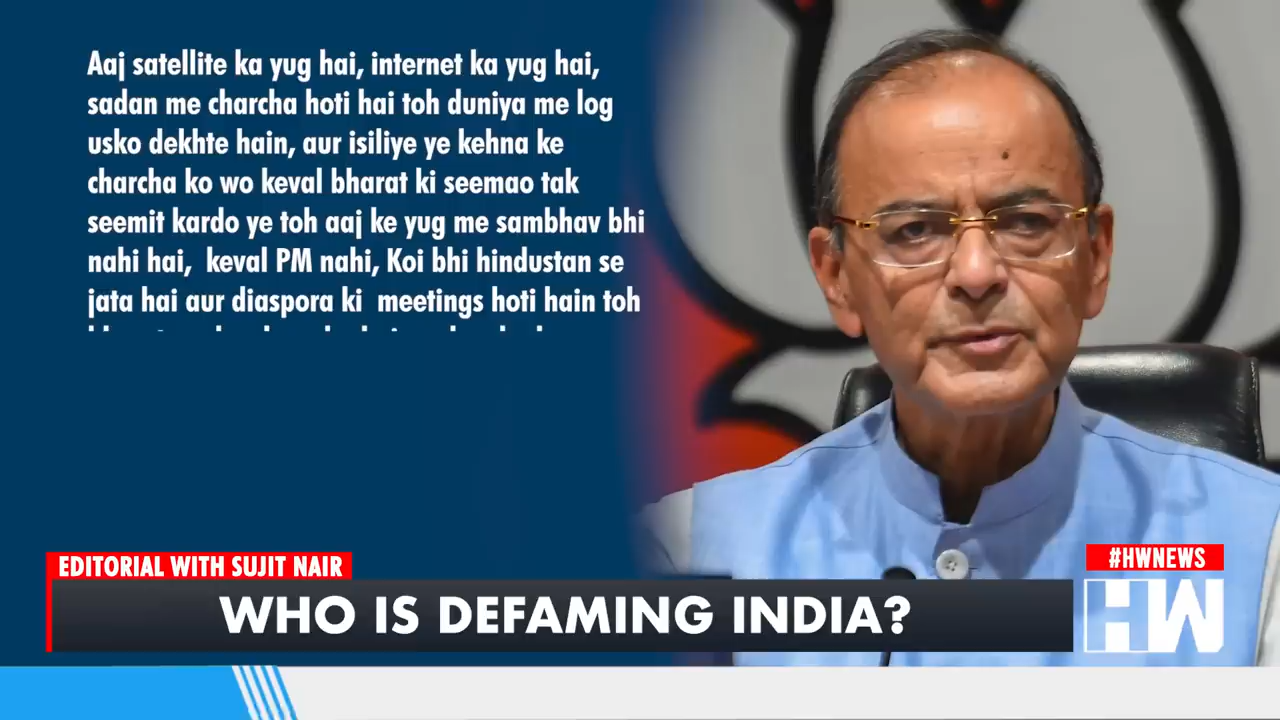 Aaj satellite ka yug hai, internet ka yug hai,
sadan me charcha hoti hai toh duniya me log
usko dekhte hain, aur isiliye ye kehna ke
charcha ko wo keval bharat ki seemao tak
seemit kardo ye toh aaj ke yug me sambhav bhi
nahi hai, keval PM nahi, Koi bhi hindustan se
jata hai aur diaspora ki meetings hoti hain toh
EDITORIAL WITH SUJIT NAIR
WHO IS DEFAMING INDIA?
#HWNEWS
HW